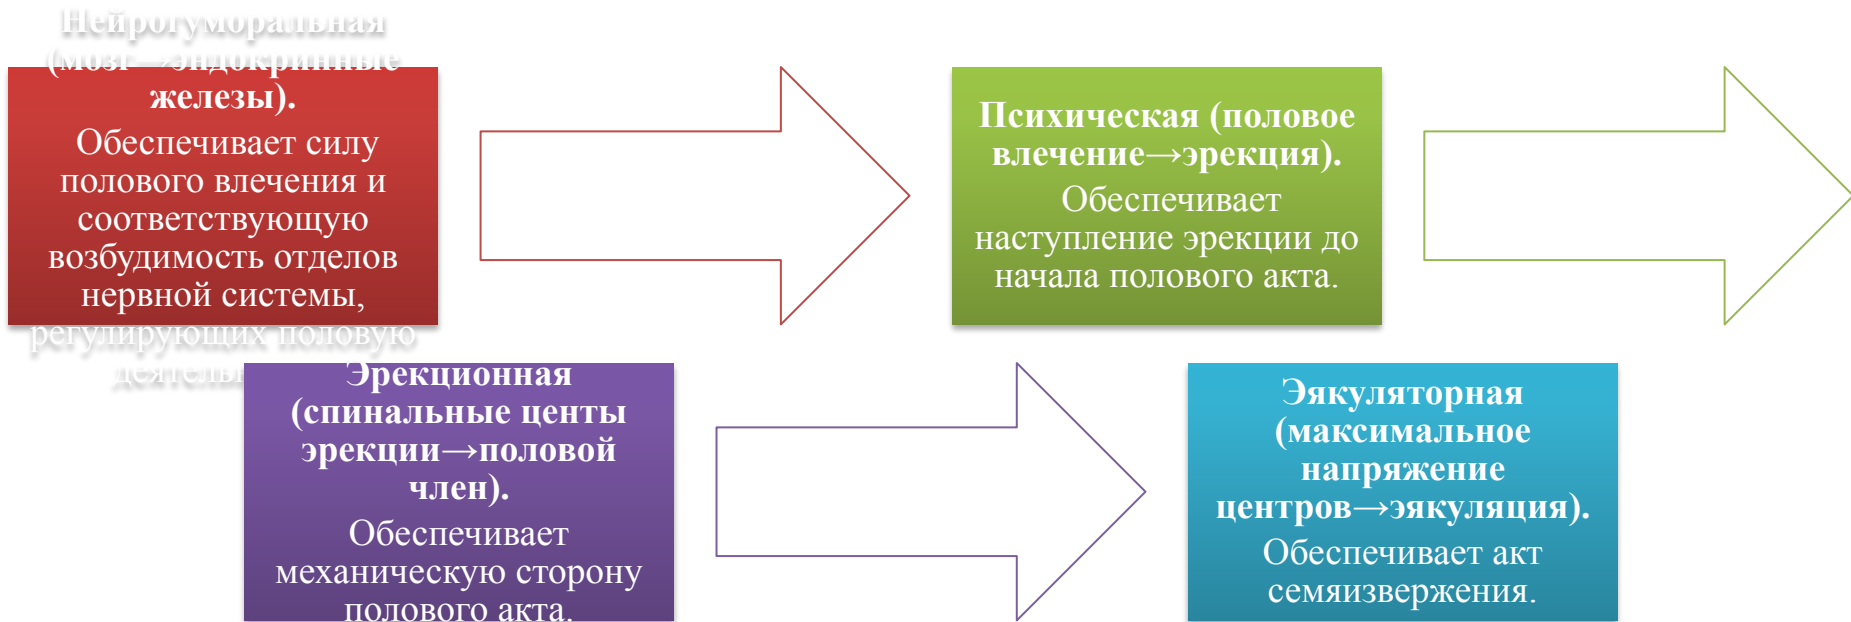 Нейрогуморальная
(мозг→эндокринные
железы).
Обеспечивает силу
полового влечения и
соответствующую
возбудимость отделов
нервной системы,
регулирующих половую
Психическая (половое
влечение→эрекция).
Обеспечивает
наступление эрекции до
начала полового акта.
Эрекционная
(спинальные центы
эрекции→половой
член).
Обеспечивает
механическую сторону
полового акта.
Эякуляторная
(максимальное
напряжение
центров→эякуляция).
Обеспечивает акт
семяизвержения.